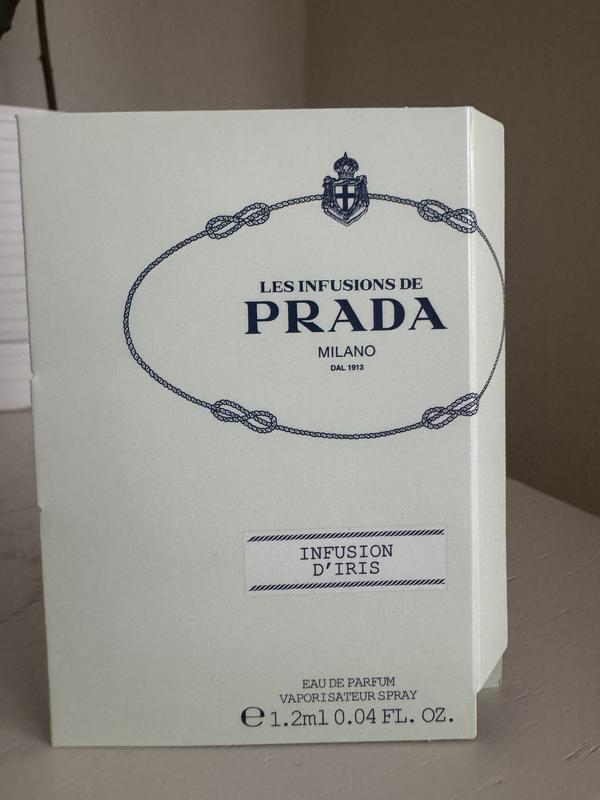 LES INFUSIONS DE
PRADA
MILANO
DAL 1913
INFUSION
D'IRIS
EAU DE PARFUM
VAPORISATEUR SPRAY
℮ 1.2ml 0.04 FL. OZ.